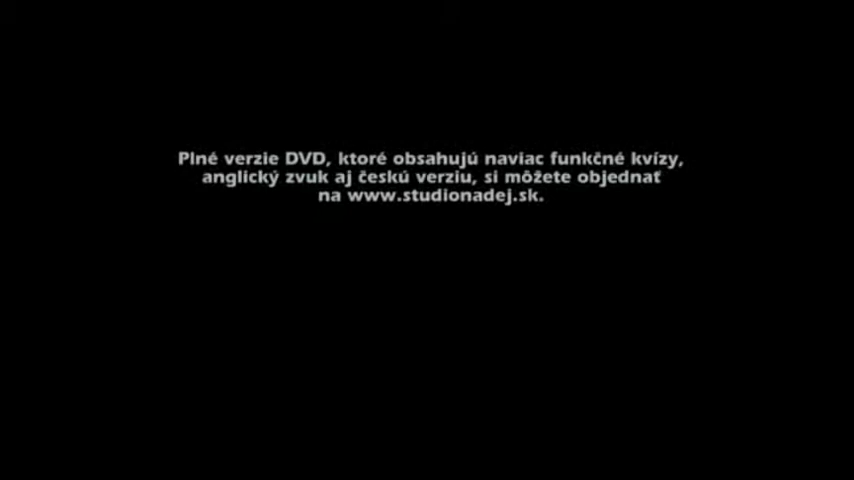 Plné verzie DVD, ktoré obsahujú naviac funkčné kvízy,
anglický zvuk aj českú verziu, si môžete objednať
na www.studionadej.sk.